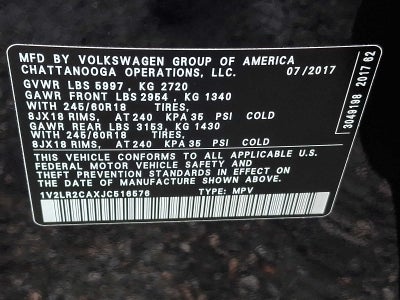 MFD BY VOLKSWAGEN GROUP OF AMERICA
CHATTANOOGA OPERATIONS, LLC. 07/2017
GVWR LBS 5997 , KG 2720
GAWR FRONT LBS 2954 , KG 1340
WITH 245/60R18 TIRES,
8JX18 RIMS, AT 240 KPA 35 PSI COLD
GAWR REAR LBS 3153, KG 1430
WITH 245/60R18 TIRES,
8JX18 RIMS, AT 240 KPA 35 PSI COLD
THIS VEHICLE CONFORMS TO ALL APPLICABLE U.S.
FEDERAL MOTOR VEHICLE SAFETY AND
THEFT PREVENTION STANDARDS IN EFFECT ON
THE DATE OF MANUFACTURE SHOWN ABOVE.
1V2LR2CAXJC516576 TYPE: MPV
3049198 2017 62